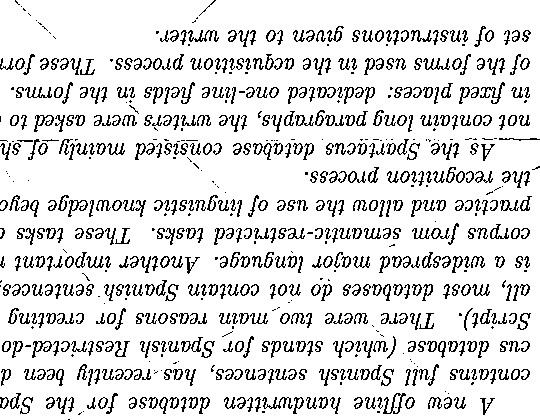 A new offline handwritten database for the Spa
contains full Spanish sentences, has recently been d
cus database (which stands for Spanish Restricted-do
Script). There were two main reasons for creating
all, most databases do not contain Spanish sentences,
is a widespread major language. Another important r
corpus from semantic-restricted tasks. These tasks a
practice and allow the use of linguistic knowledge beyo
the recognition process.
As the Spartacus database consisted mainly of sh
not contain long paragraphs, the writers were asked to
in fixed places: dedicated one-line fields in the forms.
of the forms used in the acquisition process. These for
set of instructions given to the writer.